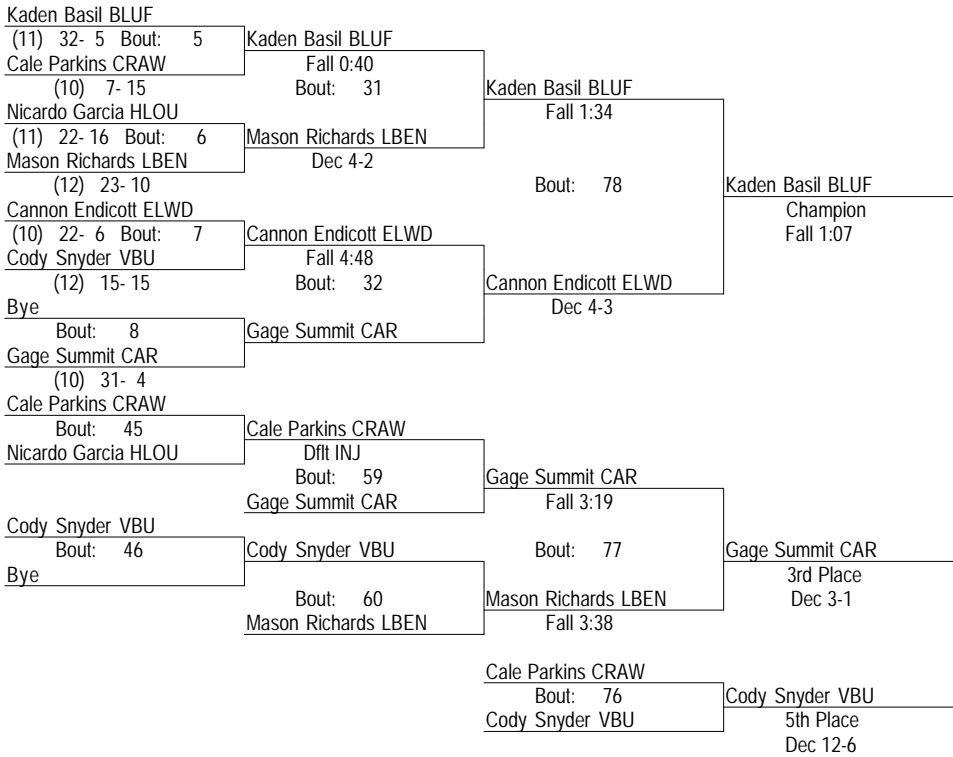 Kaden Basil BLUF
(11) 32- 5 Bout: 5
Kaden Basil BLUF
Cale Parkins CRAW
Fall 0:40
(10) 7- 15
Bout: 31
Kaden Basil BLUF
Nicardo Garcia HLOU
Fall 1:34
(11) 22- 16 Bout: 6
Mason Richards LBEN
Mason Richards LBEN
Dec 4-2
(12) 23- 10
Bout: 78
Kaden Basil BLUF
Cannon Endicott ELWD
Champion
(10) 22- 6 Bout: 7
Cannon Endicott ELWD
Fall 1:07
Cody Snyder VBU
Fall 4:48
(12) 15- 15
Bout: 32
Cannon Endicott ELWD
Bye
Dec 4-3
Bout: 8
Gage Summit CAR
Gage Summit CAR
(10) 31- 4
Cale Parkins CRAW
Bout: 45
Cale Parkins CRAW
Nicardo Garcia HLOU
Dflt INJ
Bout: 59
Gage Summit CAR
Gage Summit CAR
Fall 3:19
Cody Snyder VBU
Bout: 46
Cody Snyder VBU
Bout: 77
Gage Summit CAR
Bye
3rd Place
Bout: 60
Mason Richards LBEN
Dec 3-1
Mason Richards LBEN
Fall 3:38
Cale Parkins CRAW
Bout: 76
Cody Snyder VBU
Cody Snyder VBU
5th Place
Dec 12-6